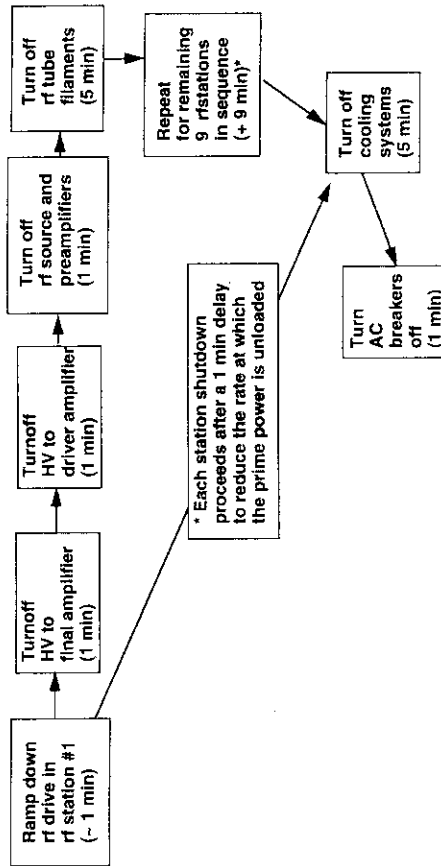 Ramp down
rf drive in
rf station #1
(~ 1 min)
Turnoff
HV to
final amplifier
(1 min)
Turnoff
HV to
driver amplifier
(1 min)
Turn off
rf source and
preamplifiers
(1 min)
Turn off
rf tube
filaments
(5 min)
Repeat
for remaining
9 rfstations
in sequence
(+ 9 min)*
* Each station shutdown
proceeds after a 1 min delay
to reduce the rate at which
the prime power is unloaded
Turn off
cooling
systems
(5 min)
Turn
AC
breakers
off
(1 min)